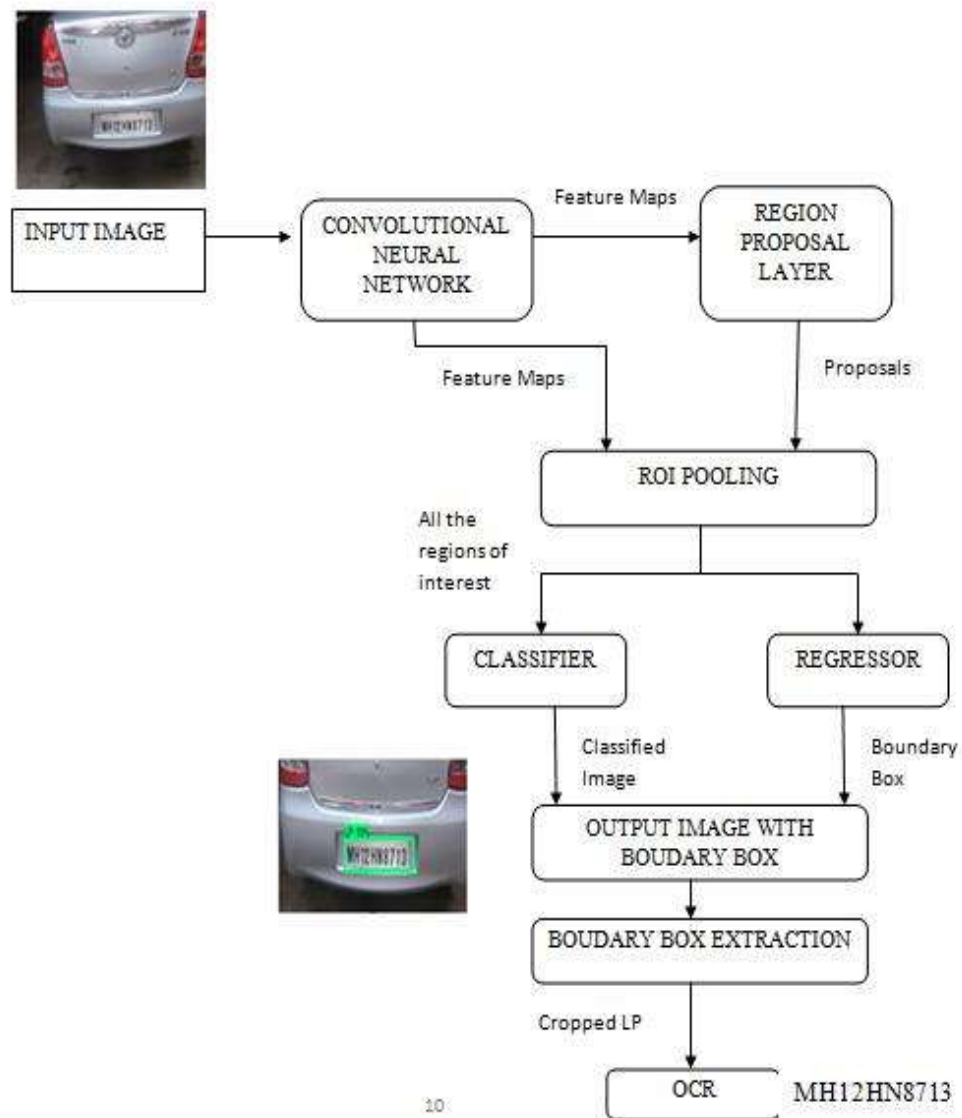 MH12HN8713
INPUT IMAGE
CONVOLUTIONAL
NEURAL
NETWORK
Feature Maps
REGION
PROPOSAL
LAYER
Feature Maps
Proposals
ROI POOLING
All the
regions of
interest
CLASSIFIER
REGRESSOR
Classified
Image
Boundary
Box
MH12HN8713
OUTPUT IMAGE WITH
BOUDARY BOX
BOUDARY BOX EXTRACTION
Cropped LP
OCR
MH12HN8713
10